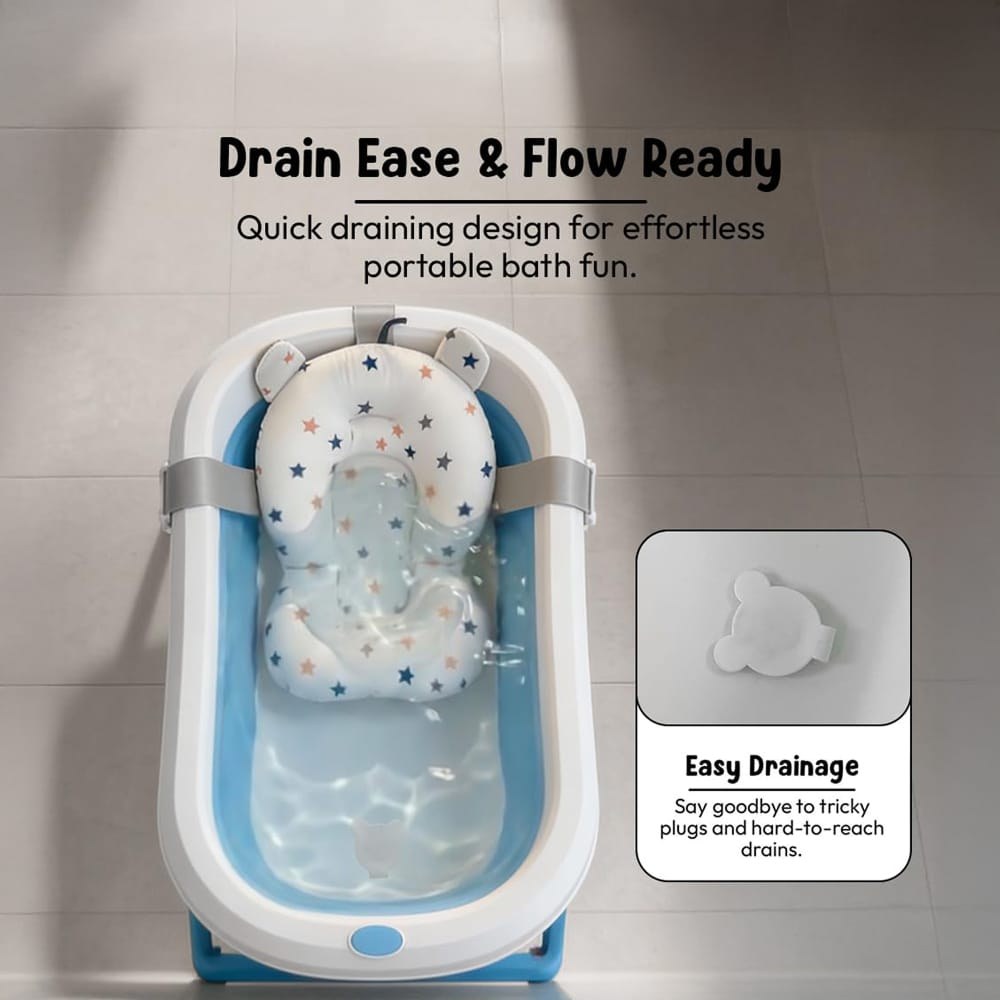 Drain Ease & Flow Ready
Quick draining design for effortless
portable bath fun.
Easy Drainage
Say goodbye to tricky
plugs and hard-to-reach
drains.